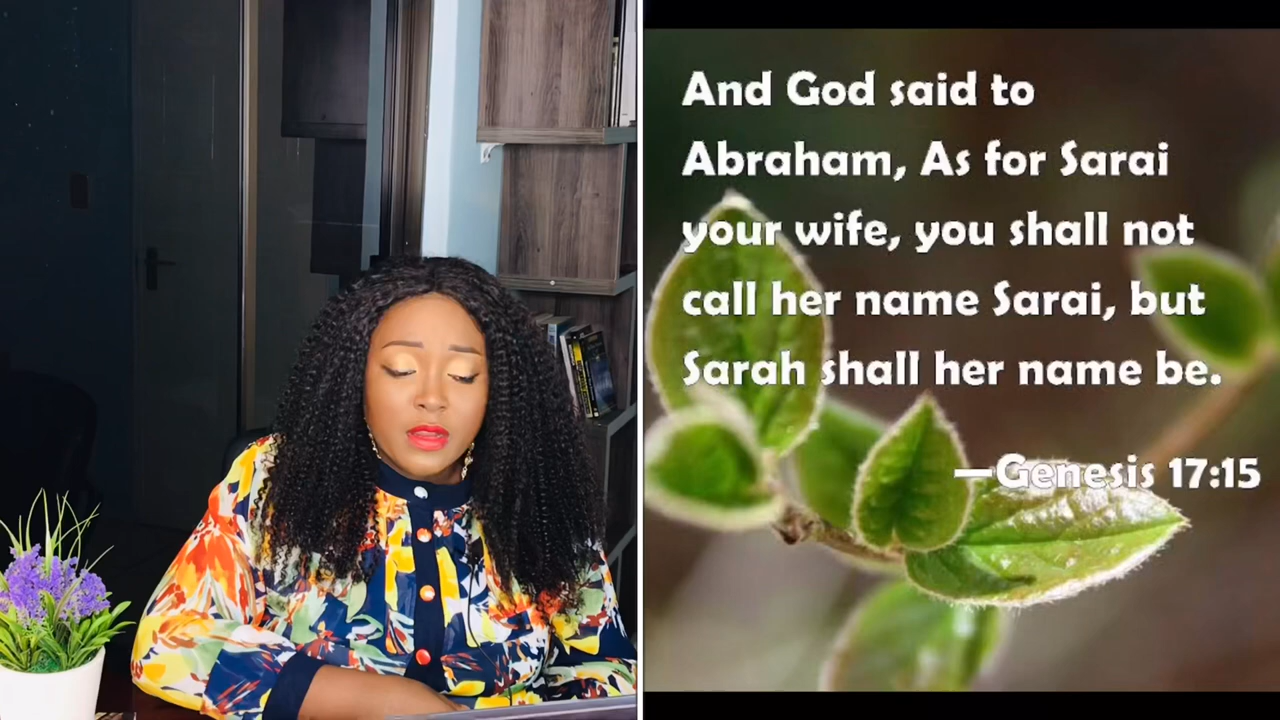 And God said to
Abraham, As for Sarai
your wife, you shall not
call her name Sarai, but
Sarah shall her name be.
—Genesis 17:15